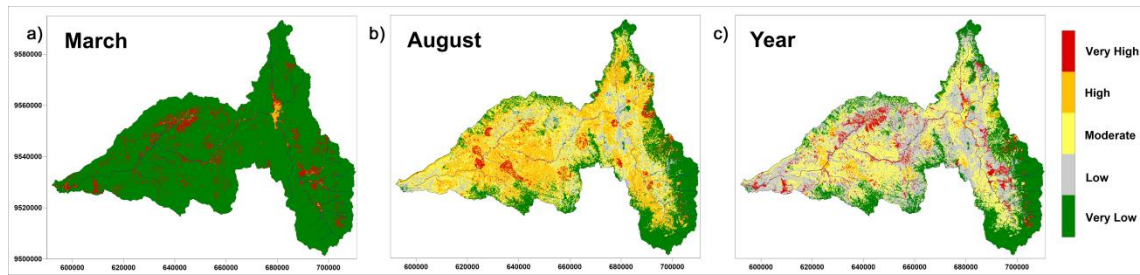 a) March
b) August
c) Year
9580000
9560000
9540000
9520000
9500000
600000 620000 640000 660000 680000 700000
600000 620000 640000 660000 680000 700000
600000 620000 640000 660000 680000 700000
Very High
High
Moderate
Low
Very Low